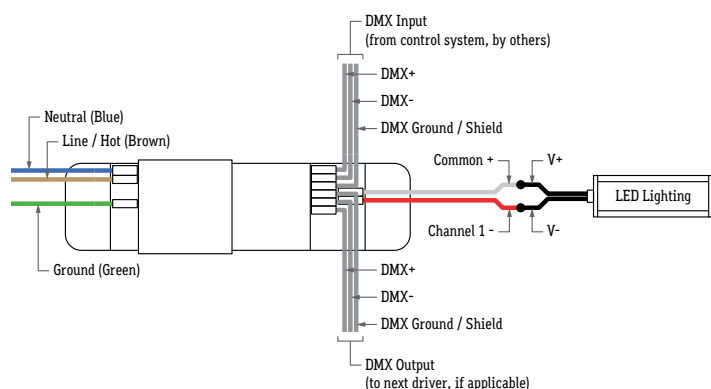 DMX Input
(from control system, by others)
DMX+
DMX-
DMX Ground / Shield
Neutral (Blue)
Line / Hot (Brown)
Common +
V+
LED Lighting
Channel 1 -
V-
Ground (Green)
DMX+
DMX-
DMX Ground / Shield
DMX Output
(to next driver, if applicable)